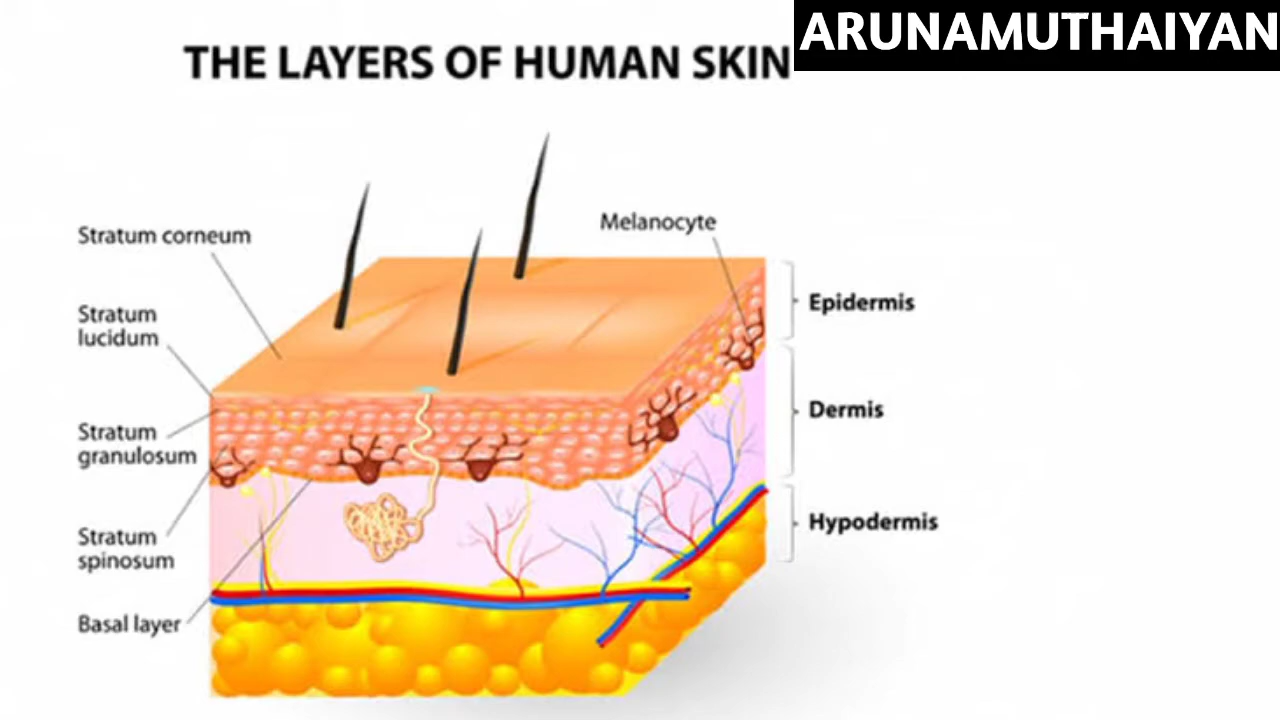 THE LAYERS OF HUMAN SKIN
ARUNAMUTHAIYAN
Stratum corneum
Stratum
lucidum
Stratum
granulosum
Stratum
spinosum
Basal layer
Melanocyte
Epidermis
Dermis
Hypodermis